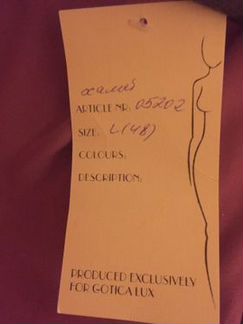 халат
ARTICLE NR: 05202
SIZE: L(48)
COLOURS:
DESCRIPTION:
PRODUCED EXCLUSIVELY
FOR GOTICA LUX